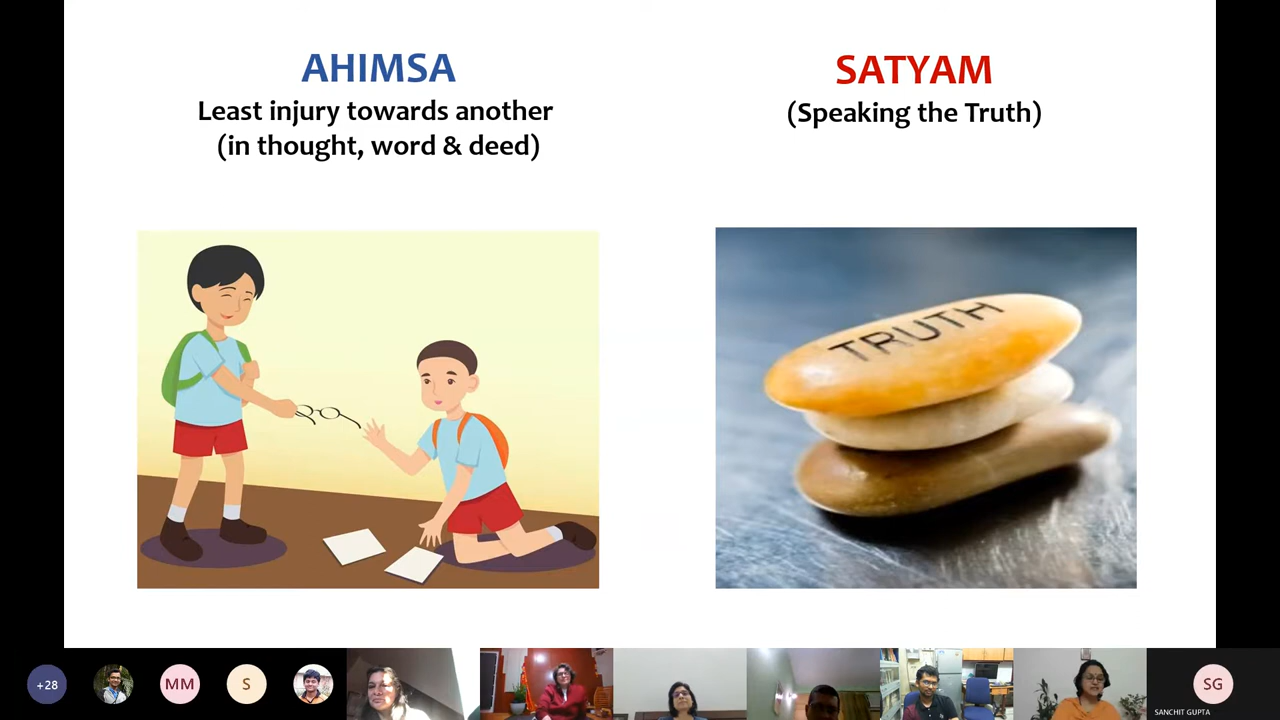 AHIMSA
Least injury towards another
(in thought, word & deed)
SATYAM
(Speaking the Truth)
TRUTH
+28
MM
S
SG
SANCHIT GUPTA